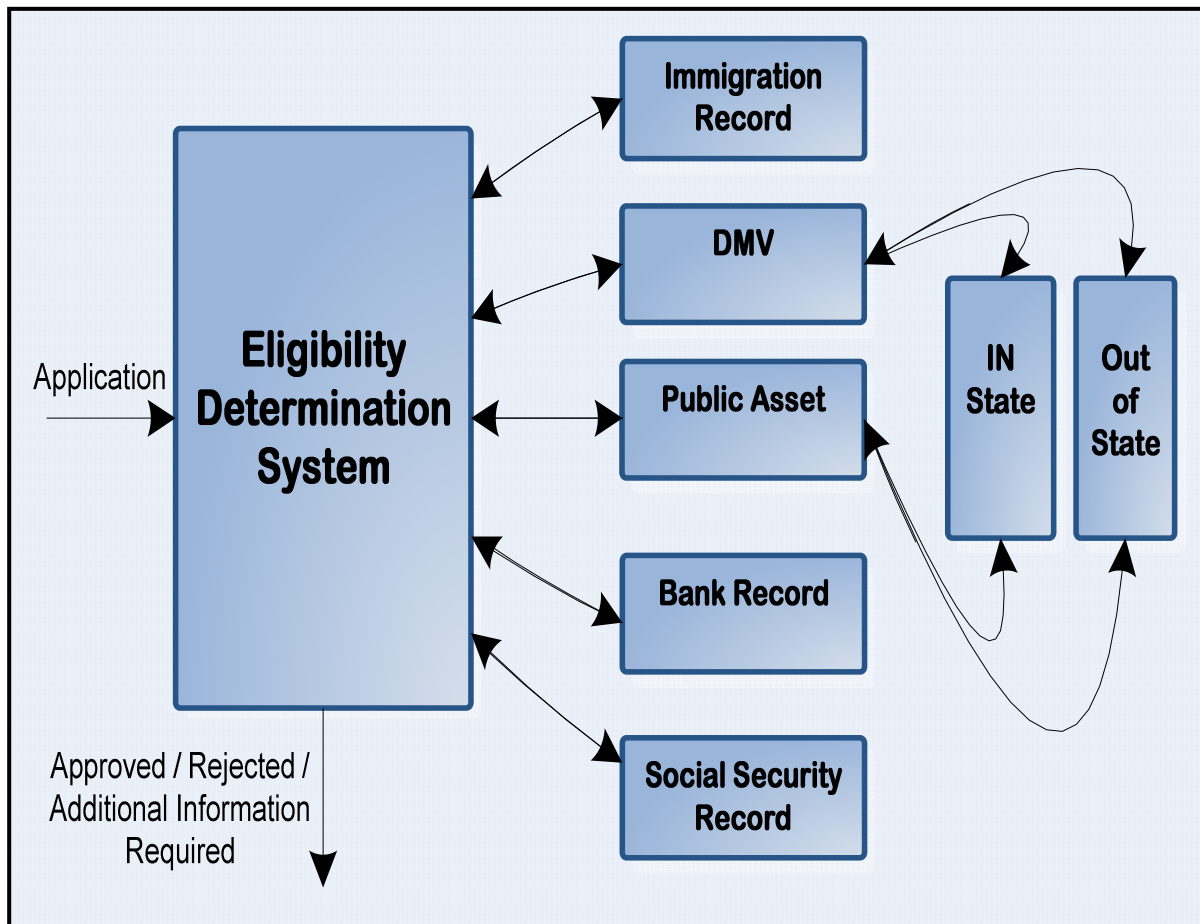 Application
Eligibility
Determination
System
Approved / Rejected /
Additional Information
Required
Immigration
Record
DMV
Public Asset
Bank Record
Social Security
Record
IN
State
Out
of
State